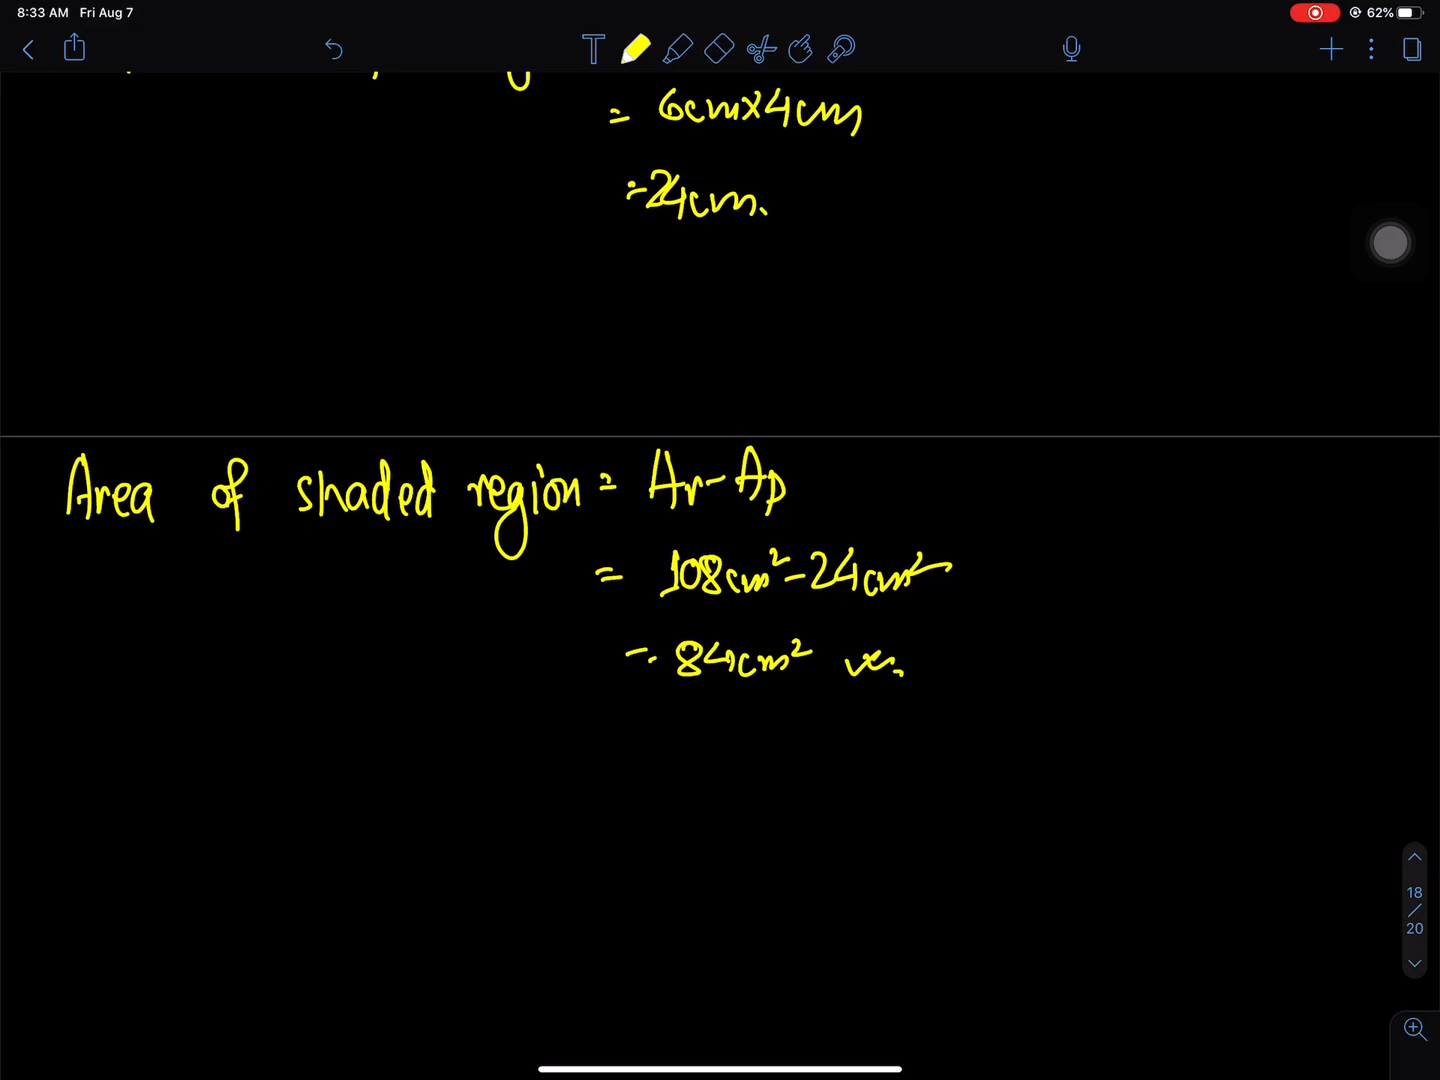 8:33 AM Fri Aug 7
62%
= 6cm×4cm
=24cm.
Area of shaded region = Ar - Ap
= 108cm² - 24cm²
= 84cm²
18
/
20